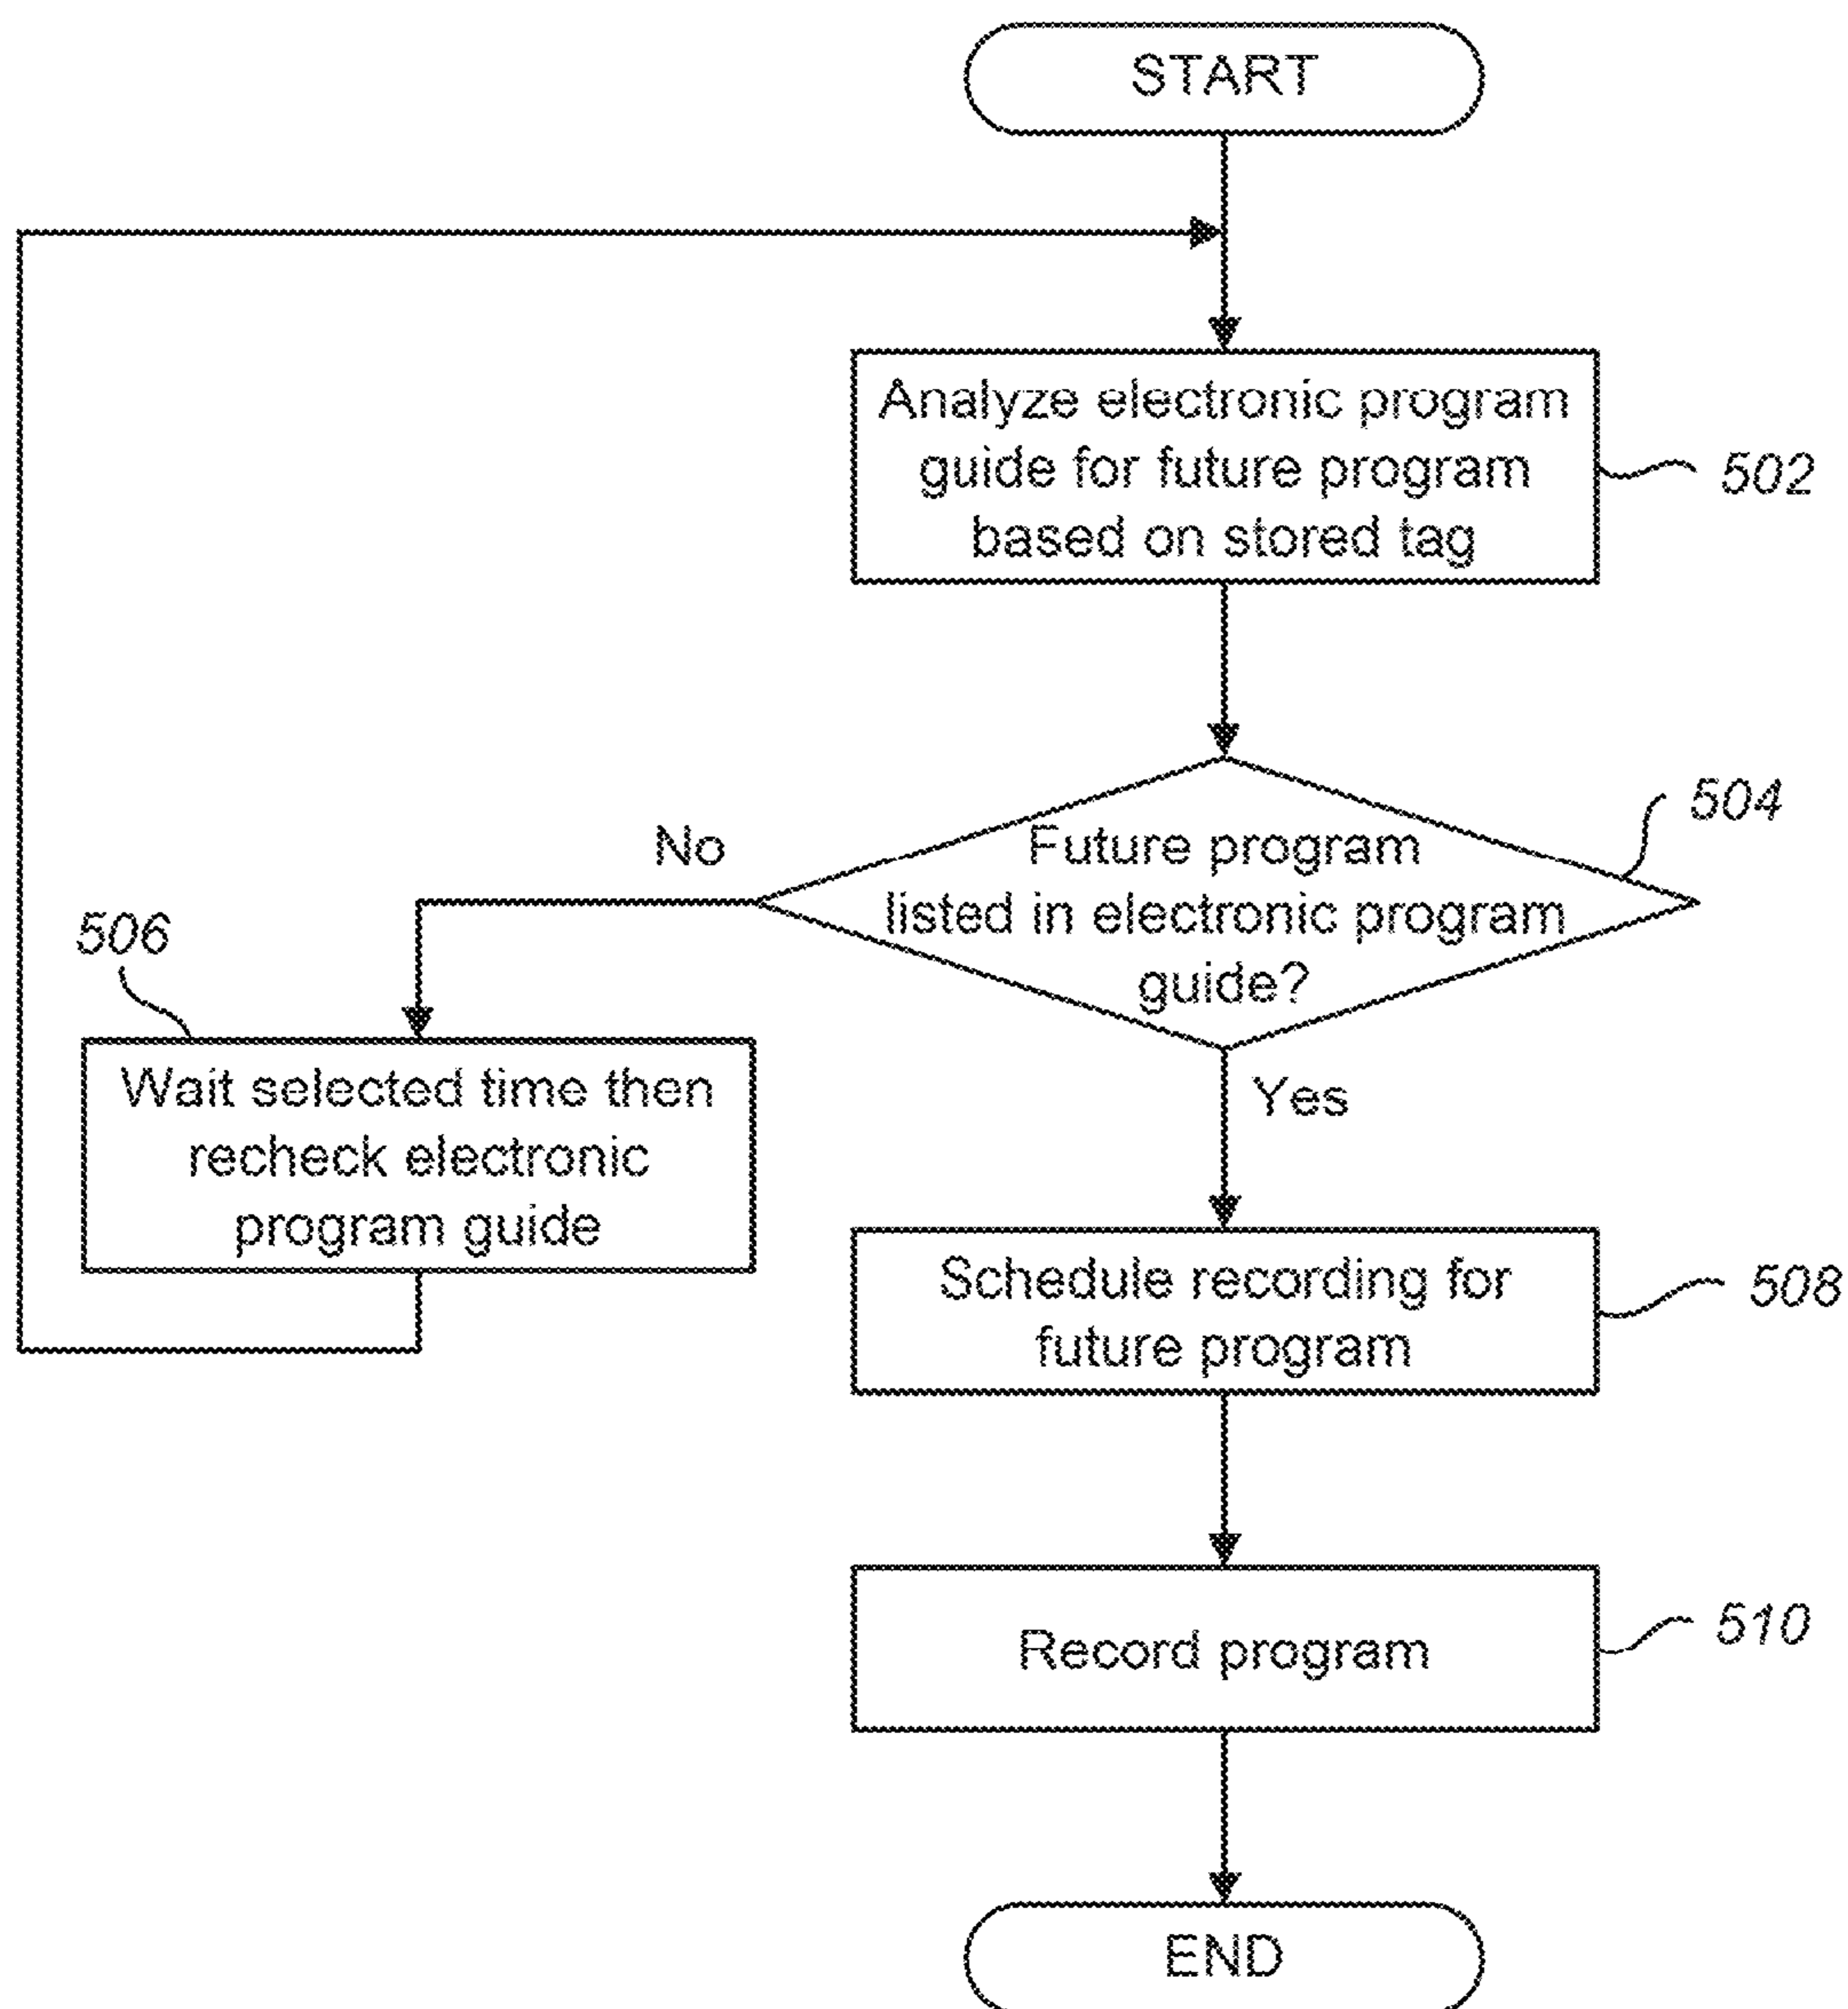 START
Analyze electronic program
guide for future program
based on stored tag
502
504
No
Future program
listed in electronic program
guide?
506
Yes
Wait selected time then
recheck electronic
program guide
Schedule recording for
future program
508
Record program
510
END